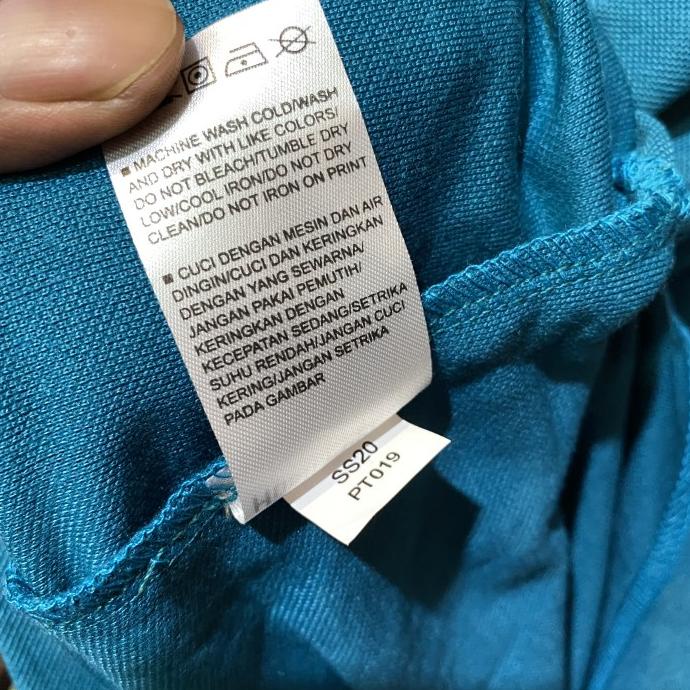 ■ MACHINE WASH COLD/WASH
AND DRY WITH LIKE COLORS/
DO NOT BLEACH/TUMBLE DRY
LOW/COOL IRON/DO NOT DRY
CLEAN/DO NOT IRON ON PRINT
■ CUCI DENGAN MESIN DAN AIR
DINGIN/CUCI DAN KERINGKAN
DENGAN YANG SEWARNA/
JANGAN PAKAI PEMUTIH/
KERINGKAN DENGAN
KECEPATAN SEDANG/SETRIKA
SUHU RENDAH/JANGAN CUCI
KERING/JANGAN SETRIKA
PADA GAMBAR
SS20
PT019